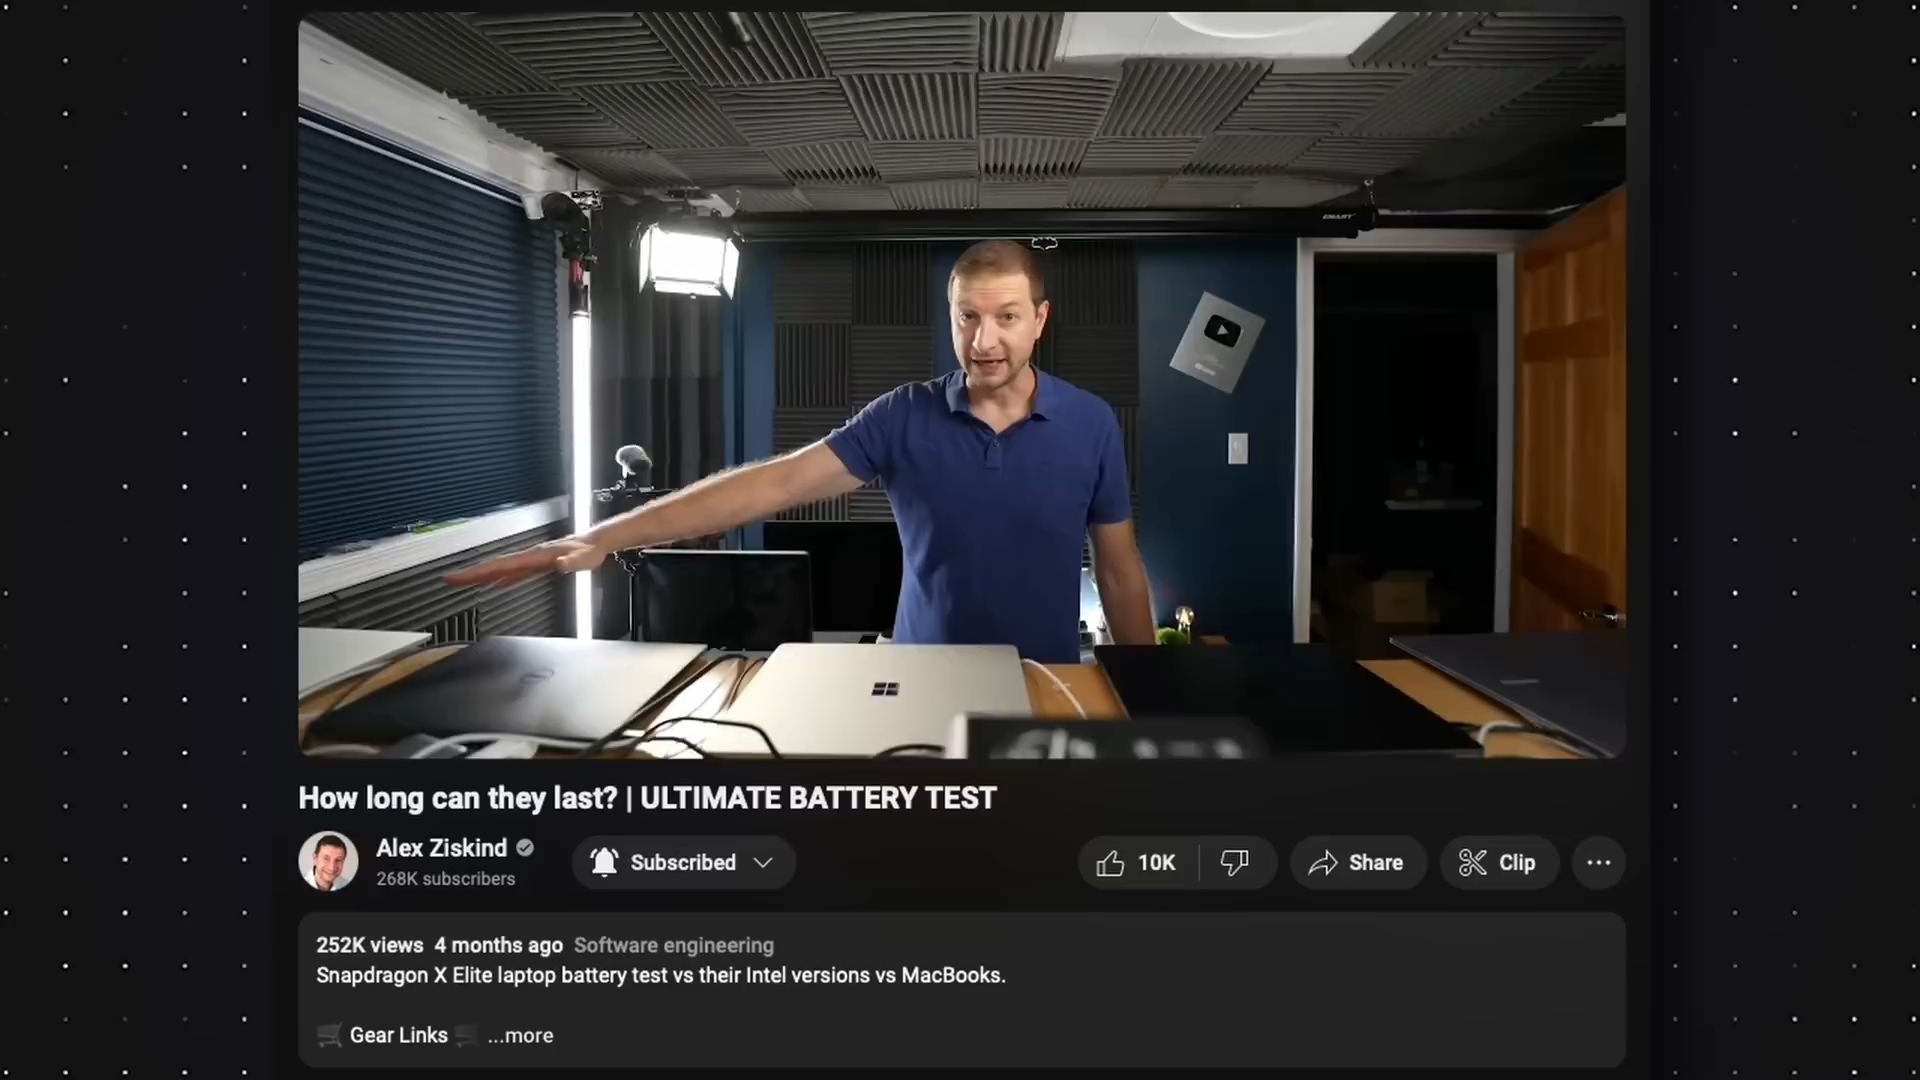 How long can they last? | ULTIMATE BATTERY TEST
Alex Ziskind
268K subscribers
Subscribed
10K
Share
Clip
252K views 4 months ago Software engineering
Snapdragon X Elite laptop battery test vs their Intel versions vs MacBooks.
Gear Links ...more